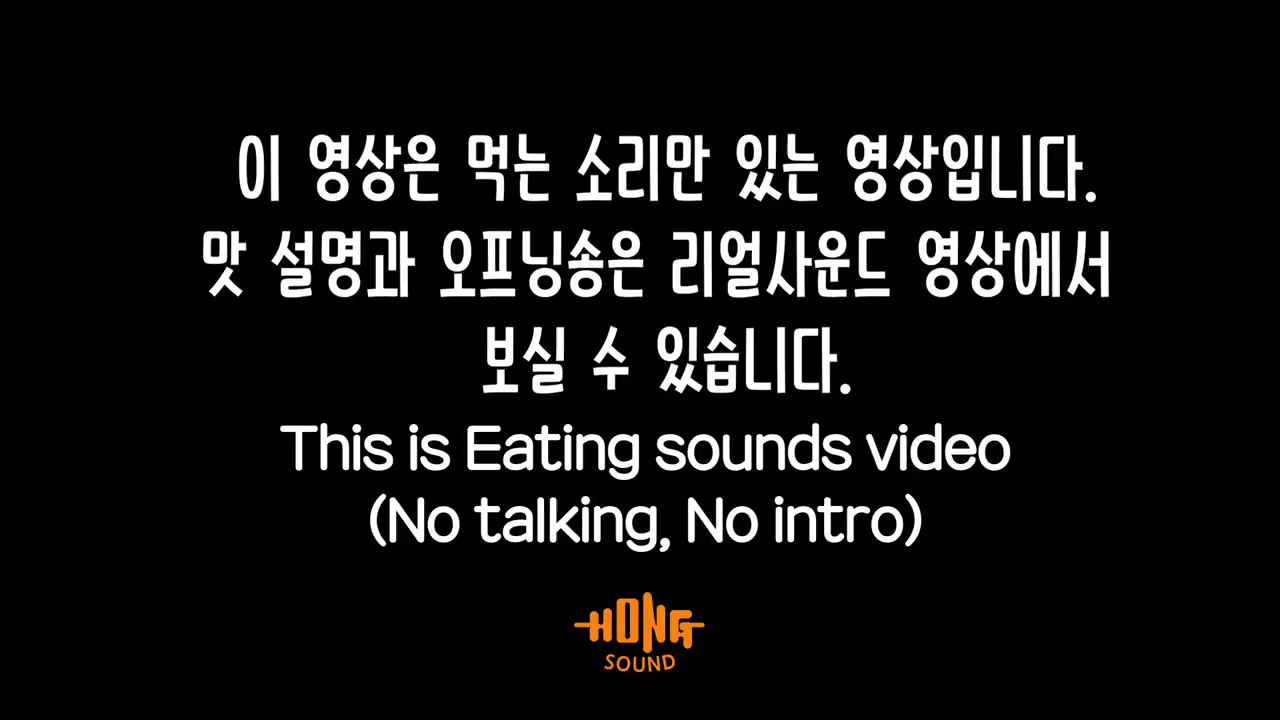 이 영상은 먹는 소리만 있는 영상입니다.
맛 설명과 오프닝송은 리얼사운드 영상에서
보실 수 있습니다.
This is Eating sounds video
(No talking, No intro)
HONG
SOUND